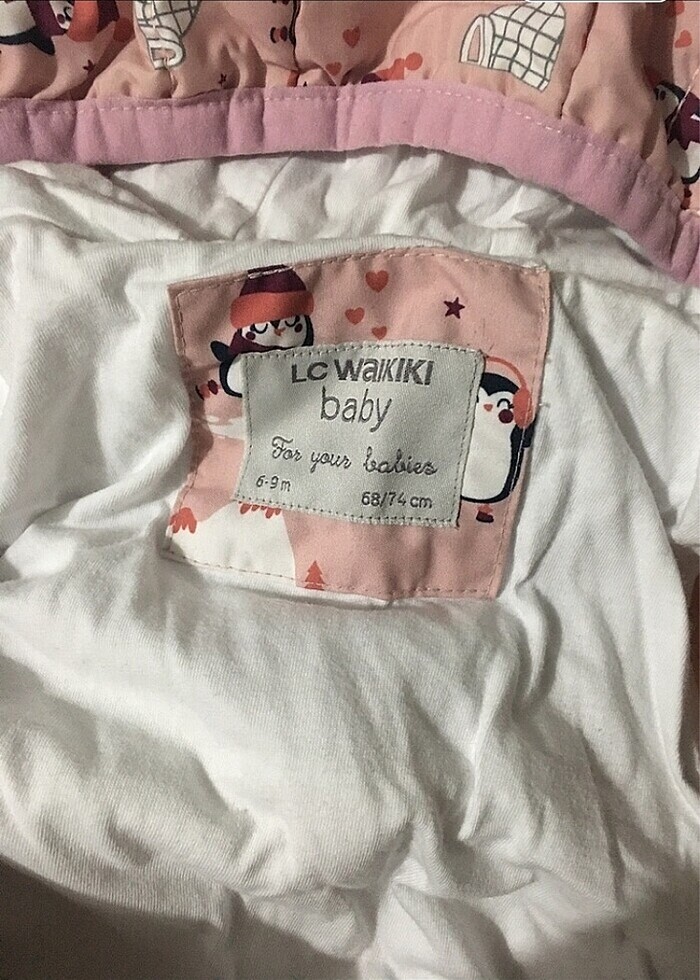 LC WAIKIKI
baby
For your babies
6-9 m 68/74 cm